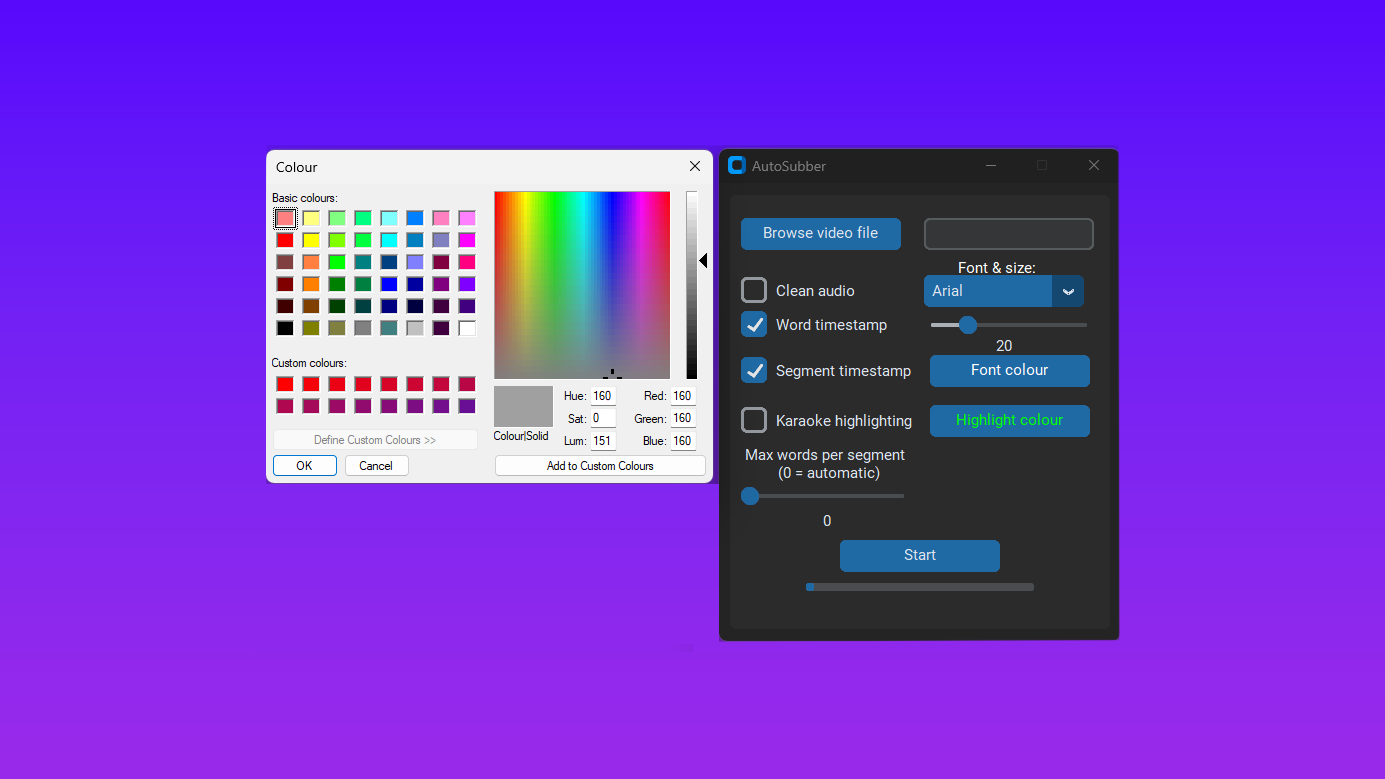 Colour
Basic colours:
Custom colours:
Define Custom Colours >>
OK
Cancel
Hue: 160
Sat: 0
Lum: 151
Red: 160
Green: 160
Blue: 160
Colour|Solid
Add to Custom Colours
AutoSubber
Browse video file
Font & size:
Clean audio
Arial
Word timestamp
20
Segment timestamp
Font colour
Karaoke highlighting
Highlight colour
Max words per segment
(0 = automatic)
0
Start